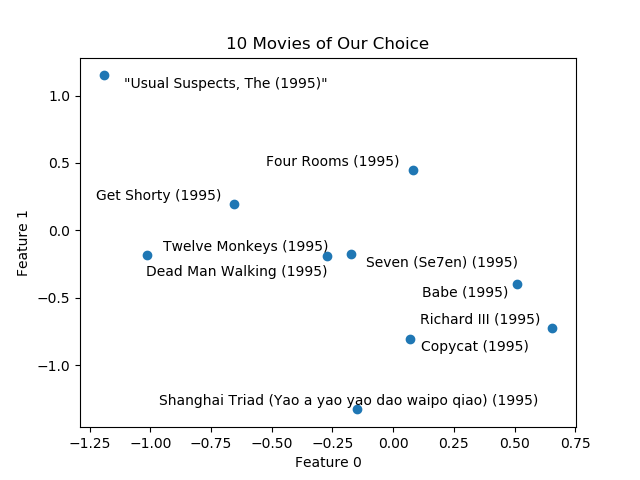 10 Movies of Our Choice
"Usual Suspects, The (1995)"
Four Rooms (1995)
Get Shorty (1995)
Twelve Monkeys (1995)
Dead Man Walking (1995)
Seven (Se7en) (1995)
Babe (1995)
Richard III (1995)
Copycat (1995)
Shanghai Triad (Yao a yao yao dao waipo qiao) (1995)
1.0
0.5
0.0
−0.5
−1.0
Feature 1
−1.25 −1.00 −0.75 −0.50 −0.25 0.00 0.25 0.50 0.75
Feature 0